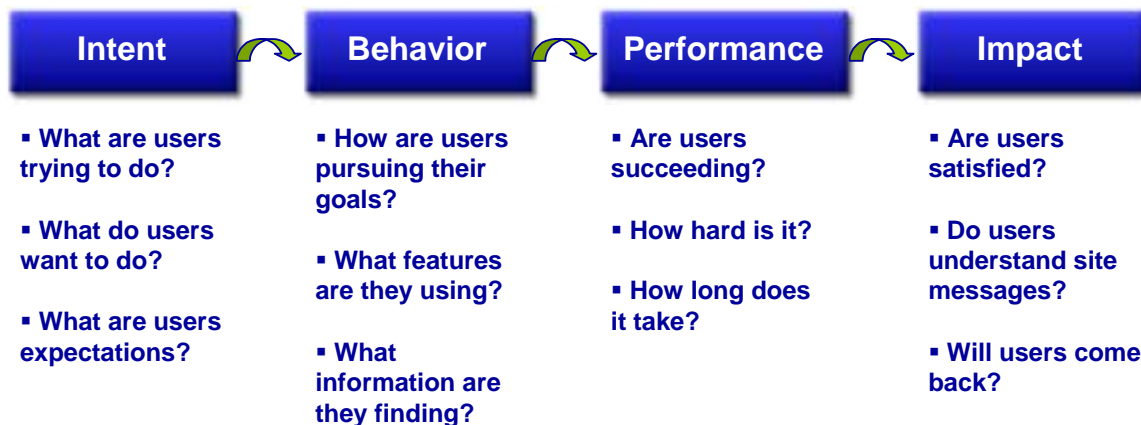 Intent
Behavior
Performance
Impact
▪ What are users
trying to do?
▪ What do users
want to do?
▪ What are users
expectations?
▪ How are users
pursuing their
goals?
▪ What features
are they using?
▪ What
information are
they finding?
▪ Are users
succeeding?
▪ How hard is it?
▪ How long does
it take?
▪ Are users
satisfied?
▪ Do users
understand site
messages?
▪ Will users come
back?